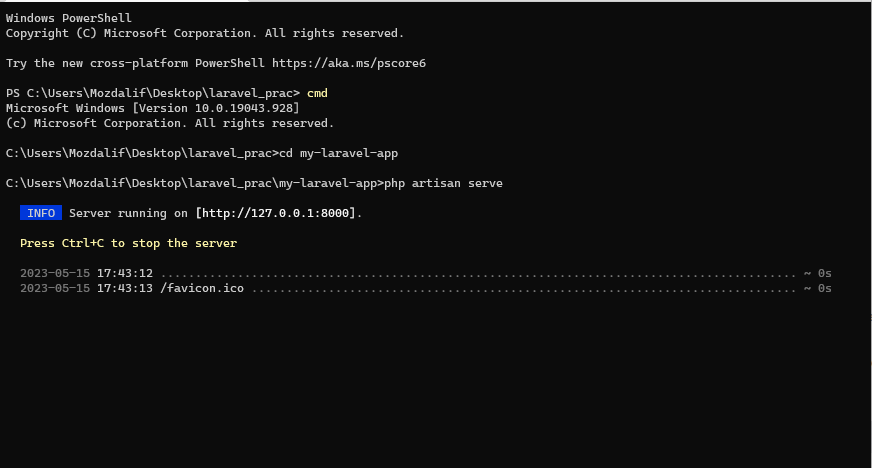 Windows PowerShell
Copyright (C) Microsoft Corporation. All rights reserved.
Try the new cross-platform PowerShell https://aka.ms/pscore6
PS C:\Users\Mozdalif\Desktop\laravel_prac> cmd
Microsoft Windows [Version 10.0.19043.928]
(c) Microsoft Corporation. All rights reserved.
C:\Users\Mozdalif\Desktop\laravel_prac>cd my-laravel-app
C:\Users\Mozdalif\Desktop\laravel_prac\my-laravel-app>php artisan serve
INFO Server running on [http://127.0.0.1:8000].
Press Ctrl+C to stop the server
2023-05-15 17:43:12 ........................................................................................... ~ 0s
2023-05-15 17:43:13 /favicon.ico .............................................................................. ~ 0s